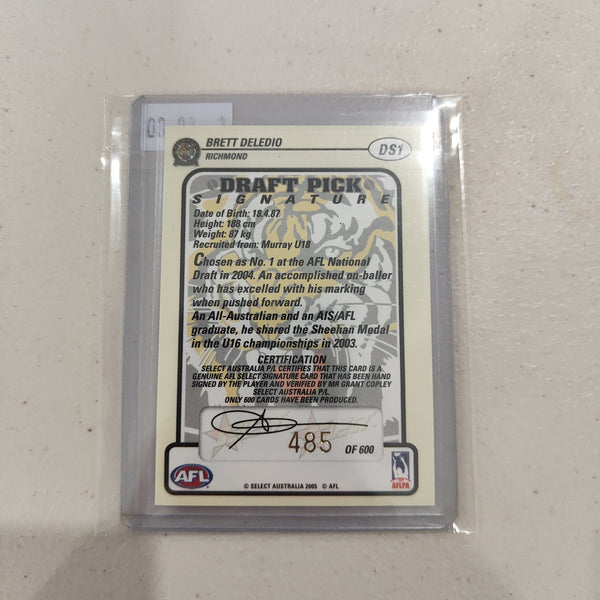 BRETT DELEDIO
RICHMOND
DS1
DRAFT PICK
SIGNATURE
Date of Birth: 18.4.87
Height: 188 cm
Weight: 87 kg
Recruited from: Murray U18
Chosen as No. 1 at the AFL National
Draft in 2004. An accomplished on-baller
who has excelled with his marking
when pushed forward.
An All-Australian and an AIS/AFL
graduate, he shared the Sheehan Medal
in the U16 championships in 2003.
CERTIFICATION
SELECT AUSTRALIA P/L CERTIFIES THAT THIS CARD IS A
GENUINE AFL SELECT SIGNATURE CARD THAT HAS BEEN HAND
SIGNED BY THE PLAYER AND VERIFIED BY MR GRANT COPLEY
SELECT AUSTRALIA P/L.
ONLY 600 CARDS HAVE BEEN PRODUCED.
485 OF 600
AFL
AFLPA
© SELECT AUSTRALIA 2005 © AFL